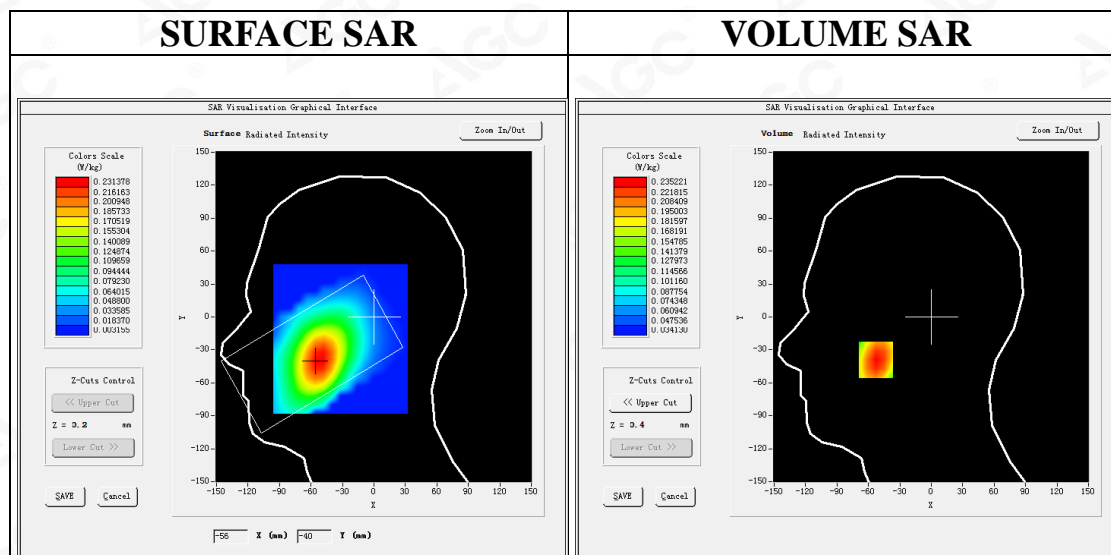 SURFACE SAR
VOLUME SAR
SAR Visualisation Graphical Interface
Surface Radiated Intensity
Zoom In/Out
Colors Scale
(W/kg)
0.231378
0.216163
0.200948
0.185733
0.170519
0.155304
0.140089
0.124874
0.109659
0.094444
0.079230
0.064015
0.048800
0.033585
0.018370
0.003155
Z-Cuts Control
<< Upper Cut
Z = 0.2 mm
Lower Cut >>
SAVE
Cancel
150
120
90
60
30
0
-30
-60
-90
-120
-150
Y
-150 -120 -90 -60 -30 0 30 60 90 120 150
X
-56 X (mm) -40 Y (mm)
SAR Visualisation Graphical Interface
Volume Radiated Intensity
Zoom In/Out
Colors Scale
(W/kg)
0.235221
0.221815
0.208409
0.195003
0.181597
0.168191
0.154785
0.141379
0.127973
0.114566
0.101160
0.087754
0.074348
0.060942
0.047536
0.034130
Z-Cuts Control
<< Upper Cut
Z = 0.4 mm
Lower Cut >>
SAVE
Cancel
150
120
90
60
30
0
-30
-60
-90
-120
-150
Y
-150 -120 -90 -60 -30 0 30 60 90 120 150
X
AGC